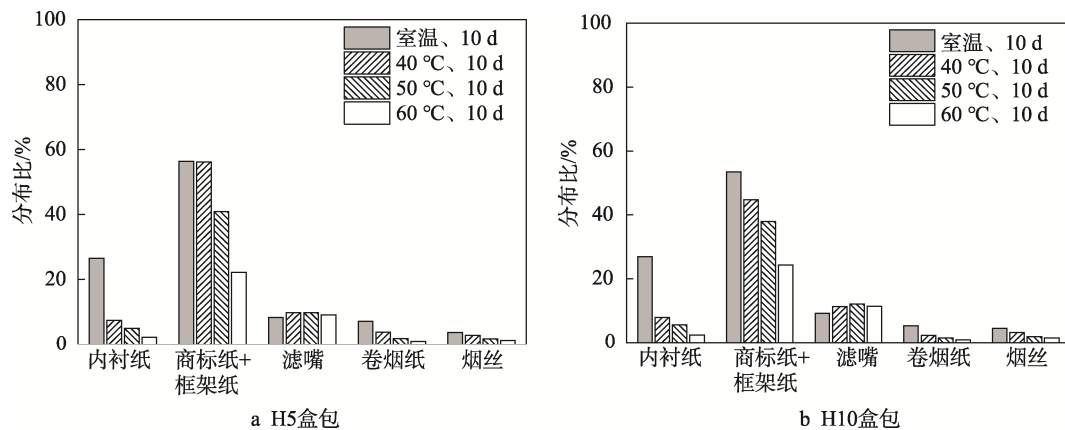 100
80
60
40
20
0
分布比/%
室温、10 d
40 ℃、10 d
50 ℃、10 d
60 ℃、10 d
内衬纸
商标纸+
框架纸
滤嘴
卷烟纸
烟丝
a H5盒包
100
80
60
40
20
0
分布比/%
室温、10 d
40 ℃、10 d
50 ℃、10 d
60 ℃、10 d
内衬纸
商标纸+
框架纸
滤嘴
卷烟纸
烟丝
b H10盒包